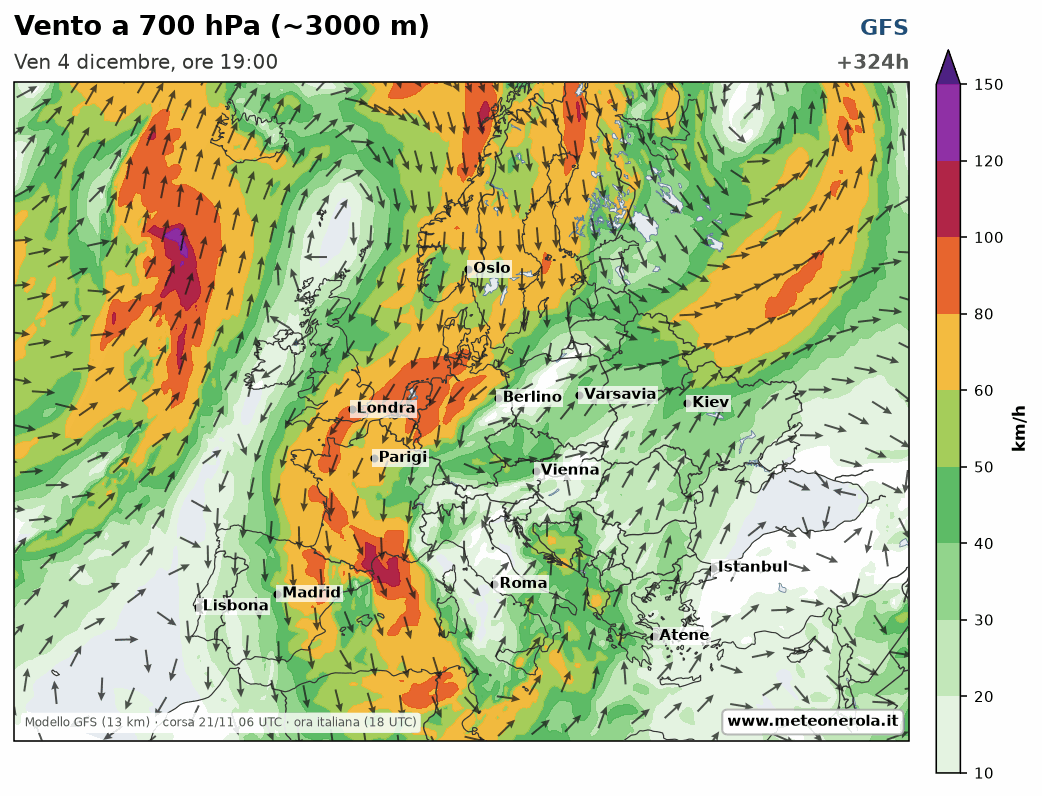 Vento a 700 hPa (~3000 m)
GFS
Ven 4 dicembre, ore 19:00
+324h
150
120
100
80
60
50
40
30
20
10
km/h
Oslo
Londra
Berlino
Varsavia
Kiev
Parigi
Vienna
Madrid
Lisbona
Roma
Istanbul
Atene
Modello GFS (13 km) · corsa 21/11 06 UTC · ora italiana (18 UTC)
www.meteonerola.it